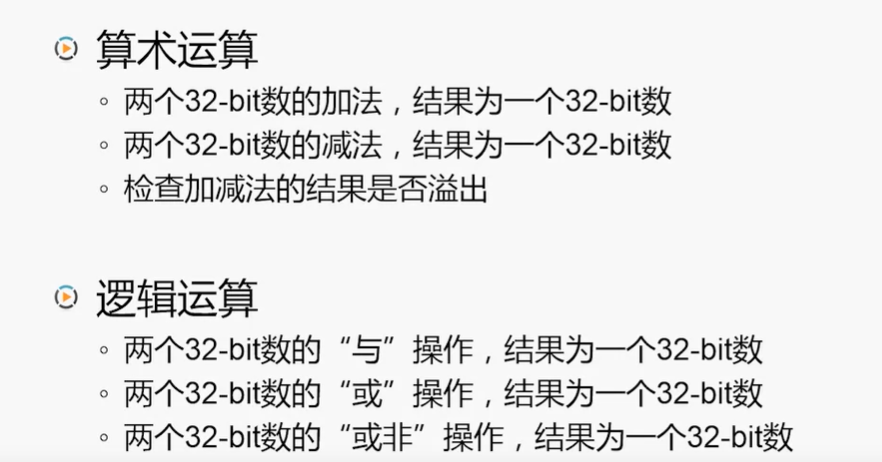 算术运算
两个32-bit数的加法，结果为一个32-bit数
两个32-bit数的减法，结果为一个32-bit数
检查加减法的结果是否溢出
逻辑运算
两个32-bit数的“与”操作，结果为一个32-bit数
两个32-bit数的“或”操作，结果为一个32-bit数
两个32-bit数的“或非”操作，结果为一个32-bit数